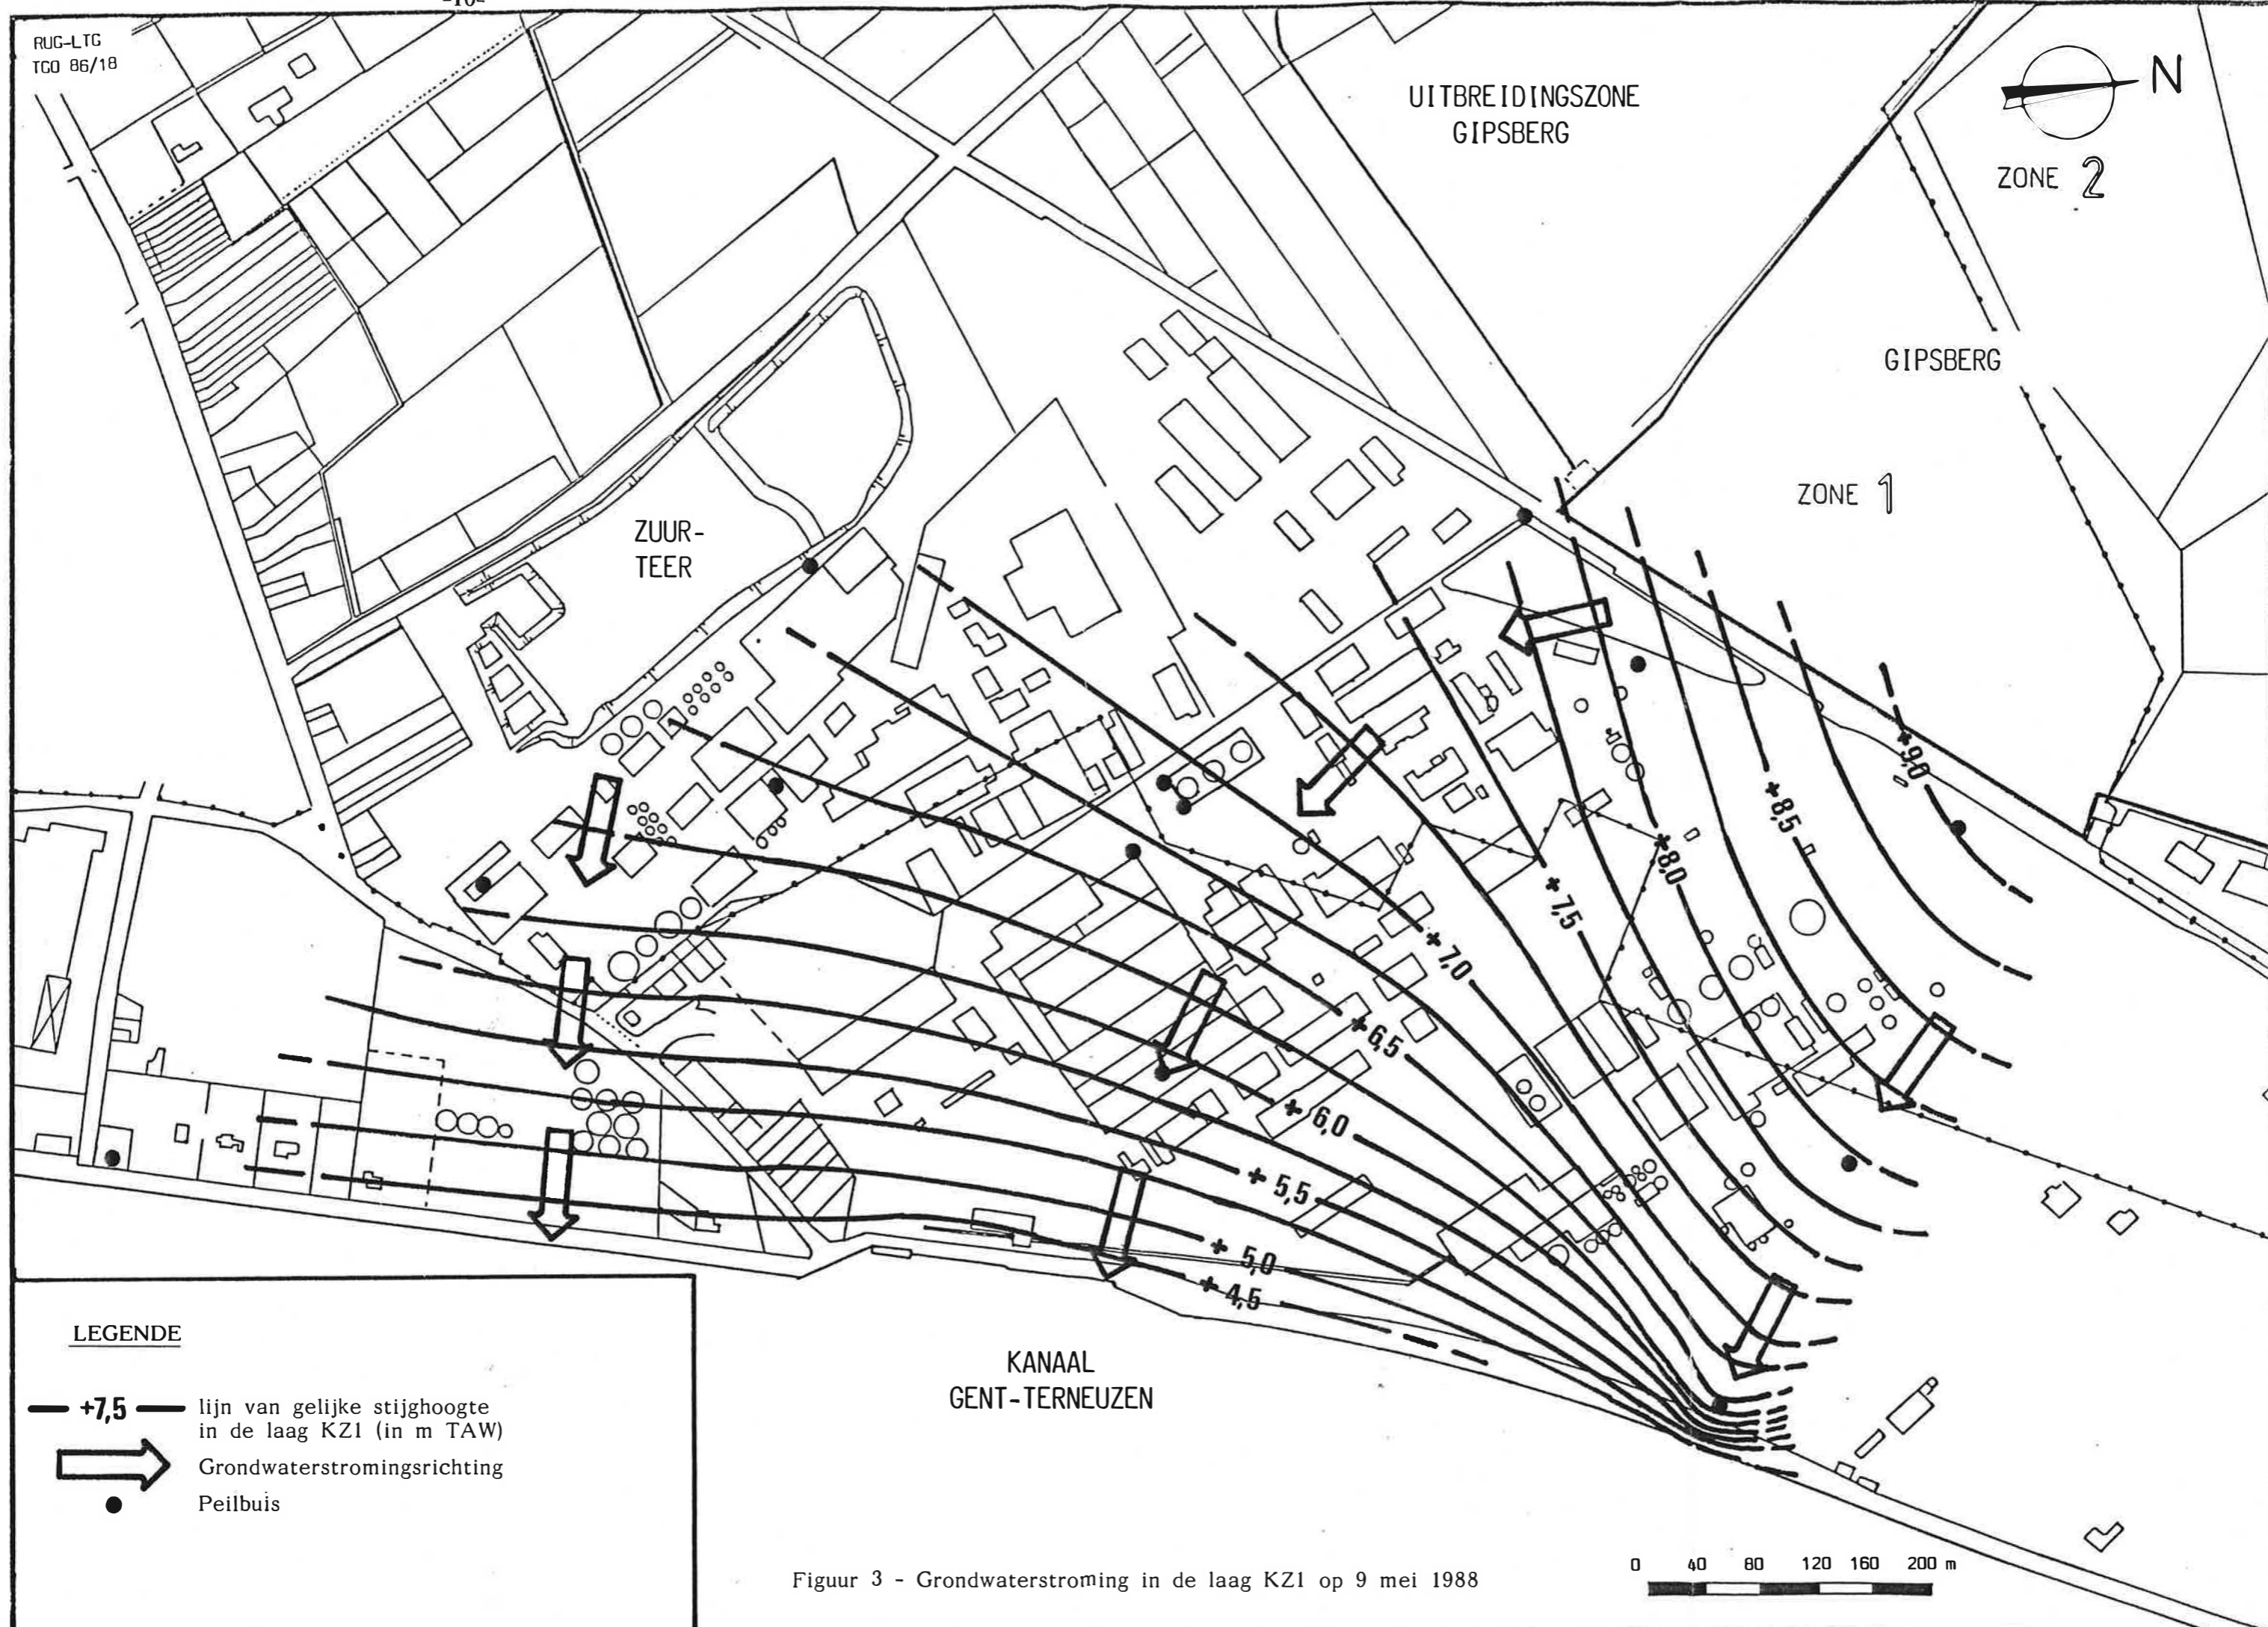 -10-
RUG-LTG
TGO 86/18
UITBREIDINGSZONE
GIPSBERG
N
ZONE 2
GIPSBERG
ZONE 1
ZUUR-
TEER
+9,0
+8,5
+8,0
+7,5
+7,0
+6,5
+6,0
+5,5
+5,0
+4,5
KANAAL
GENT-TERNEUZEN
LEGENDE
+7,5 lijn van gelijke stijghoogte
in de laag KZ1 (in m TAW)
Grondwaterstromingsrichting
Peilbuis
0 40 80 120 160 200 m
Figuur 3 - Grondwaterstroming in de laag KZ1 op 9 mei 1988